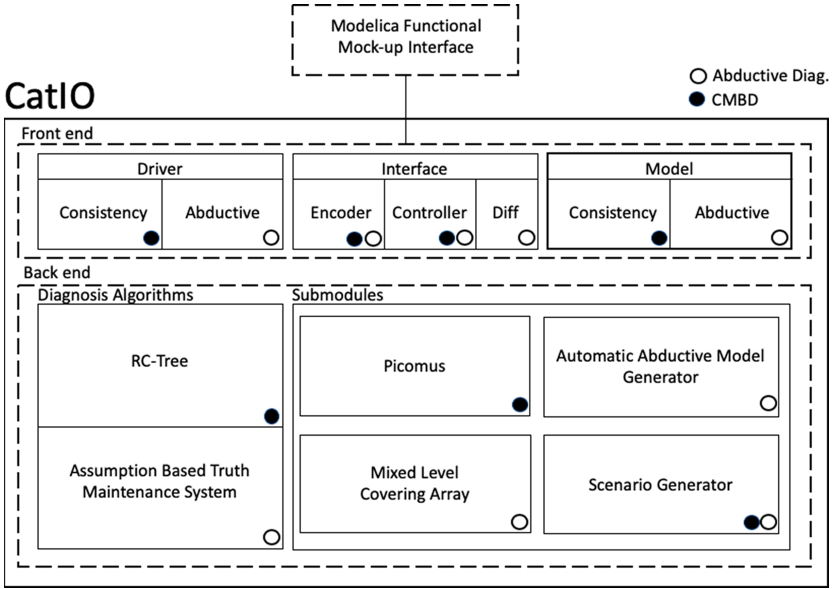 Modelica Functional
Mock-up Interface
Abductive Diag.
CMBD
CatIO
Front end
Driver
Consistency
Abductive
Interface
Encoder
Controller
Diff
Model
Consistency
Abductive
Back end
Diagnosis Algorithms
RC-Tree
Assumption Based Truth
Maintenance System
Submodules
Picomus
Automatic Abductive Model
Generator
Mixed Level
Covering Array
Scenario Generator